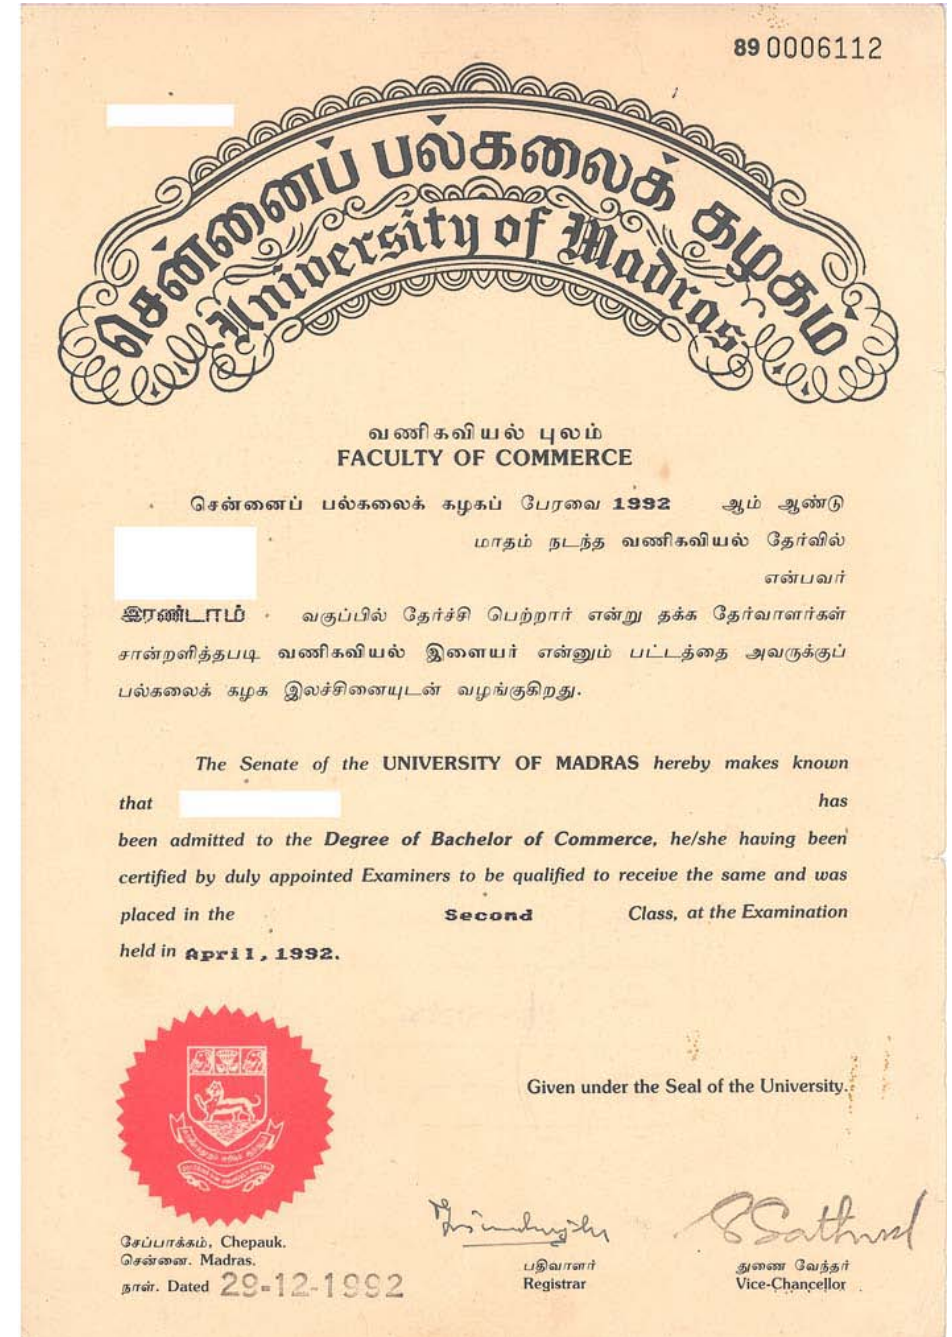 89 0006112
சென்னைப் பல்கலைக் கழகம்
University of Madras
வணிகவியல் புலம்
FACULTY OF COMMERCE
சென்னைப் பல்கலைக் கழகப் பேரவை 1992 ஆம் ஆண்டு
மாதம் நடந்த வணிகவியல் தேர்வில்
என்பவர்
இரண்டாம் வகுப்பில் தேர்ச்சி பெற்றார் என்று தக்க தேர்வாளர்கள்
சான்றளித்தபடி வணிகவியல் இளையர் என்னும் பட்டத்தை அவருக்குப்
பல்கலைக் கழக இலச்சினையுடன் வழங்குகிறது.
The Senate of the UNIVERSITY OF MADRAS hereby makes known
that has
been admitted to the Degree of Bachelor of Commerce, he/she having been
certified by duly appointed Examiners to be qualified to receive the same and was
placed in the Second Class, at the Examination
held in April, 1992.
Given under the Seal of the University.
சேப்பாக்கம், Chepauk.
சென்னை. Madras.
நாள். Dated 29-12-1992
பதிவாளர்
Registrar
துணை வேந்தர்
Vice-Chancellor